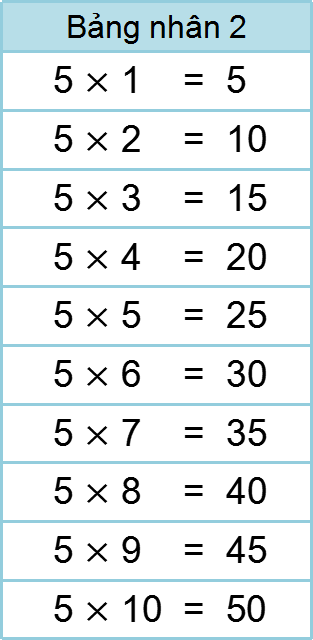 Bảng nhân 2
5 × 1 = 5
5 × 2 = 10
5 × 3 = 15
5 × 4 = 20
5 × 5 = 25
5 × 6 = 30
5 × 7 = 35
5 × 8 = 40
5 × 9 = 45
5 × 10 = 50